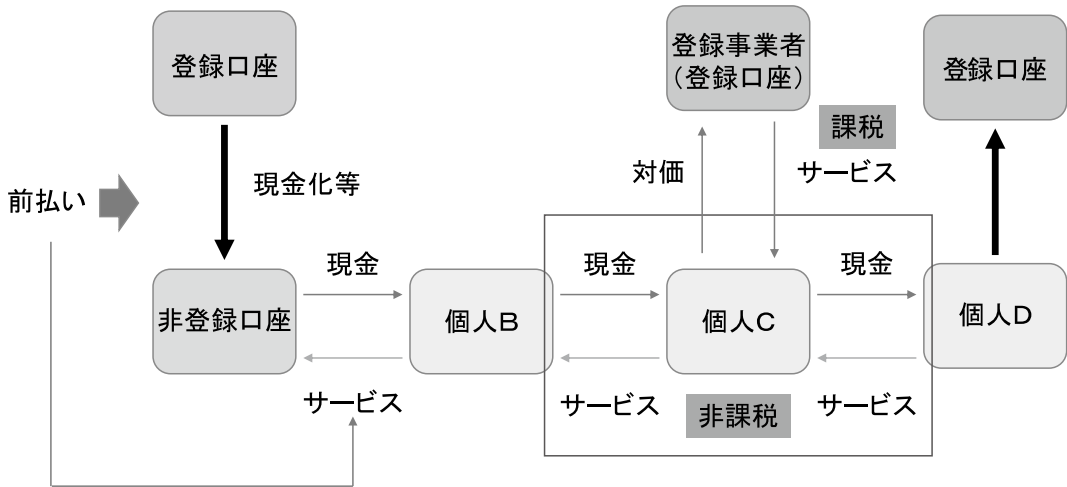 登録口座
登録事業者
(登録口座)
登録口座
課税
対価
サービス
現金化等
前払い
現金
現金
現金
非登録口座
個人B
個人C
個人D
サービス
サービス
サービス
非課税